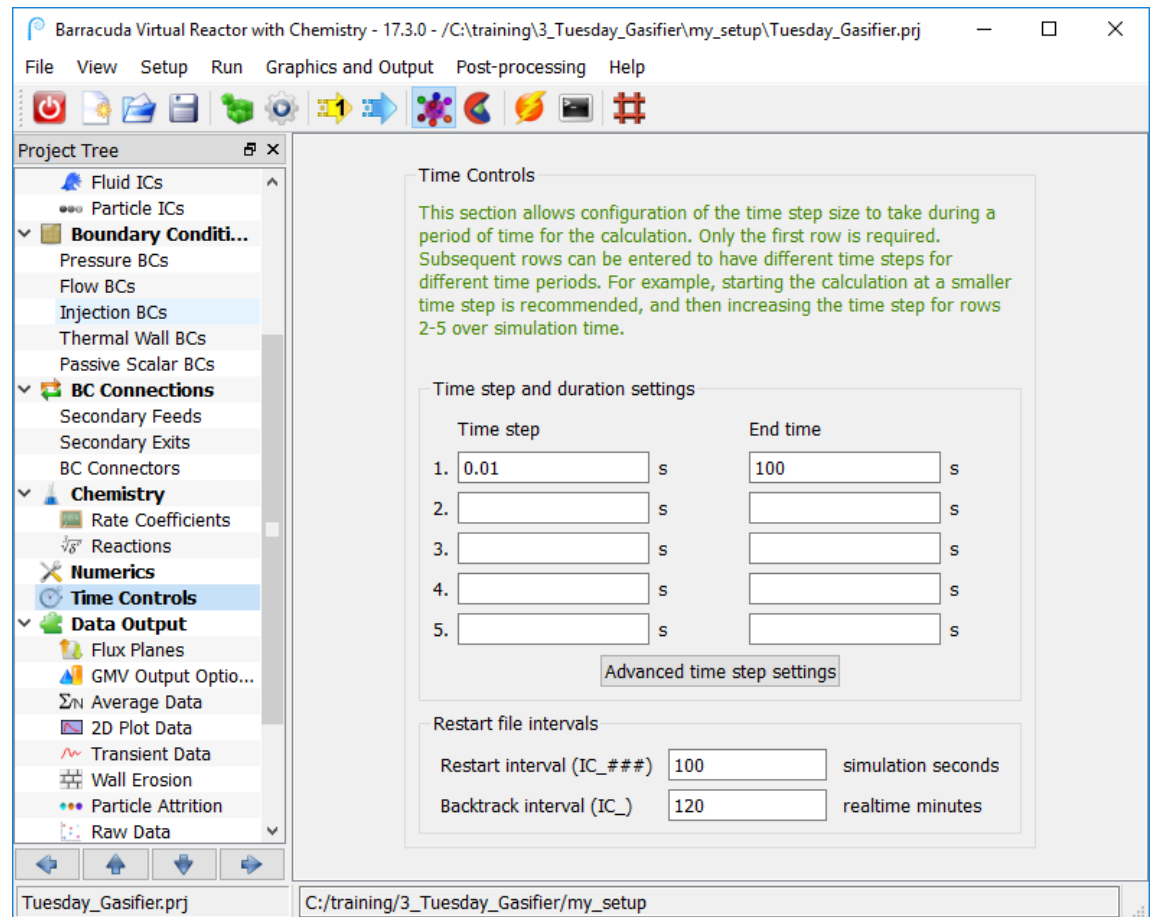 Barracuda Virtual Reactor with Chemistry - 17.3.0 - /C:\training\3_Tuesday_Gasifier\my_setup\Tuesday_Gasifier.prj
File View Setup Run Graphics and Output Post-processing Help
1
Project Tree
Fluid ICs
Particle ICs
Boundary Conditi...
Pressure BCs
Flow BCs
Injection BCs
Thermal Wall BCs
Passive Scalar BCs
BC Connections
Secondary Feeds
Secondary Exits
BC Connectors
Chemistry
Rate Coefficients
Reactions
Numerics
Time Controls
Data Output
Flux Planes
GMV Output Optio...
Σ/N Average Data
2D Plot Data
Transient Data
Wall Erosion
Particle Attrition
Raw Data
Time Controls
This section allows configuration of the time step size to take during a
period of time for the calculation. Only the first row is required.
Subsequent rows can be entered to have different time steps for
different time periods. For example, starting the calculation at a smaller
time step is recommended, and then increasing the time step for rows
2-5 over simulation time.
Time step and duration settings
Time step End time
1. 0.01 s 100 s
2. s s
3. s s
4. s s
5. s s
Advanced time step settings
Restart file intervals
Restart interval (IC_###) 100 simulation seconds
Backtrack interval (IC_) 120 realtime minutes
Tuesday_Gasifier.prj C:/training/3_Tuesday_Gasifier/my_setup